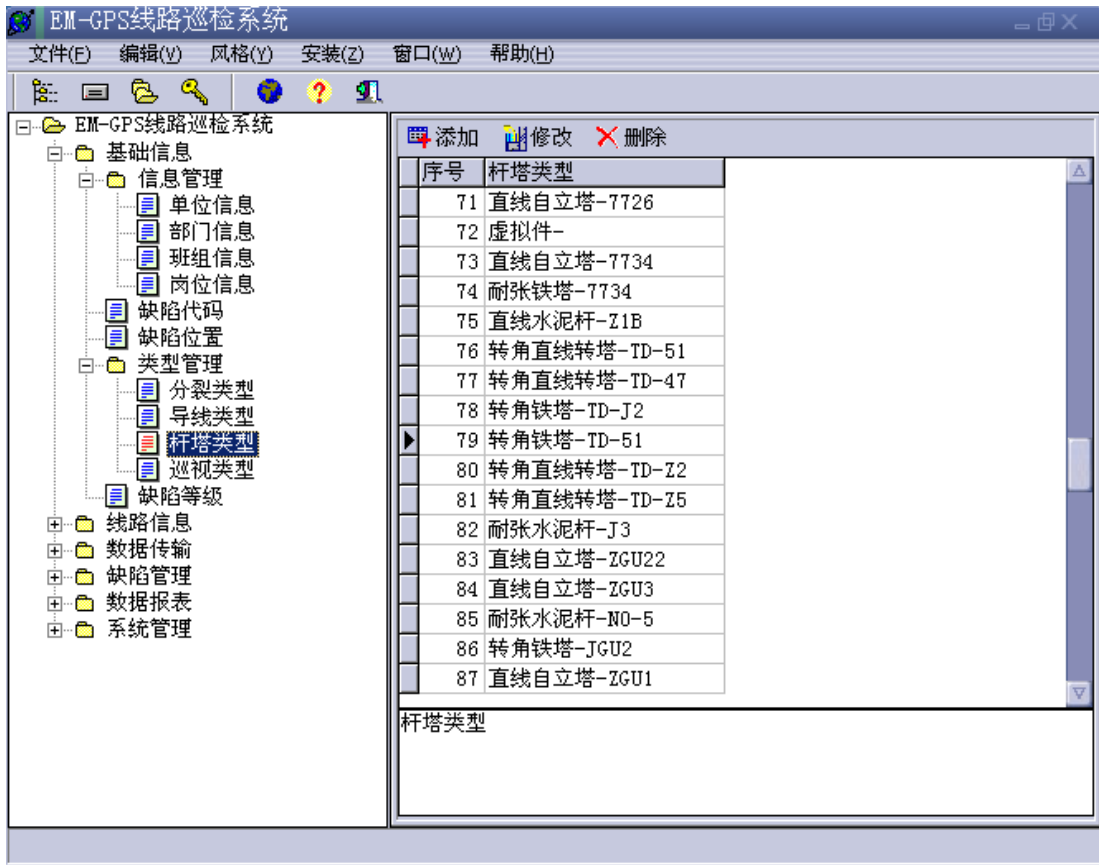 EM-GPS线路巡检系统
文件(F) 编辑(V) 风格(Y) 安装(Z) 窗口(W) 帮助(H)
EM-GPS线路巡检系统
基础信息
信息管理
单位信息
部门信息
班组信息
岗位信息
缺陷代码
缺陷位置
类型管理
分裂类型
导线类型
杆塔类型
巡视类型
缺陷等级
线路信息
数据传输
缺陷管理
数据报表
系统管理
添加 修改 删除
序号 杆塔类型
71 直线自立塔-7726
72 虚拟件-
73 直线自立塔-7734
74 耐张铁塔-7734
75 直线水泥杆-Z1B
76 转角直线转塔-TD-51
77 转角直线转塔-TD-47
78 转角铁塔-TD-J2
79 转角铁塔-TD-51
80 转角直线转塔-TD-Z2
81 转角直线转塔-TD-Z5
82 耐张水泥杆-J3
83 直线自立塔-ZGU22
84 直线自立塔-ZGU3
85 耐张水泥杆-NO-5
86 转角铁塔-JGU2
87 直线自立塔-ZGU1
杆塔类型